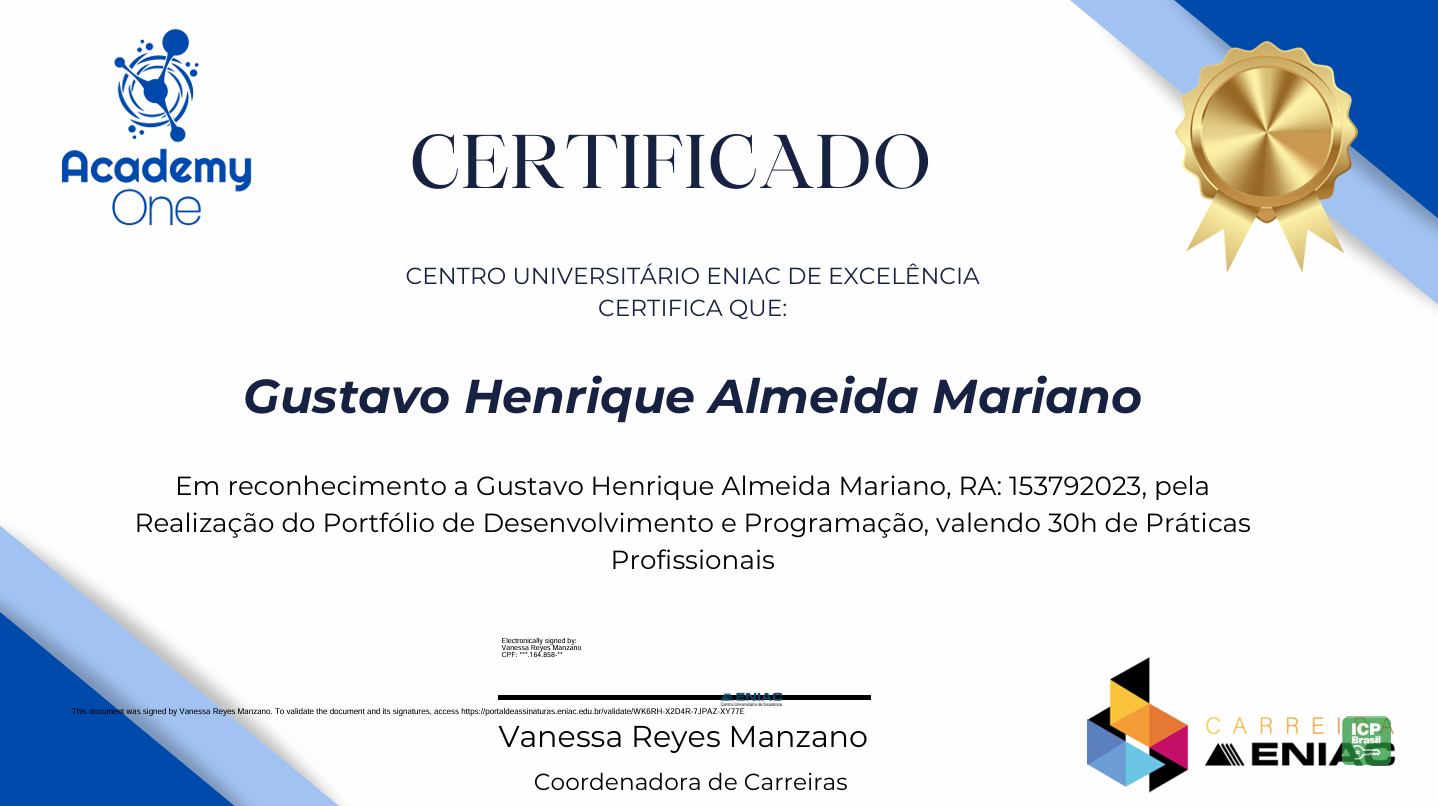 Academy
One
CERTIFICADO
CENTRO UNIVERSITÁRIO ENIAC DE EXCELÊNCIA
CERTIFICA QUE:
Gustavo Henrique Almeida Mariano
Em reconhecimento a Gustavo Henrique Almeida Mariano, RA: 153792023, pela
Realização do Portfólio de Desenvolvimento e Programação, valendo 30h de Práticas
Profissionais
Electronically signed by:
Vanessa Reyes Manzano
CPF: ***.164.858-**
ENIAC
Centro Universitário de Excelência
This document was signed by Vanessa Reyes Manzano. To validate the document and its signatures, access https://portaldeassinaturas.eniac.edu.br/validate/WK6RH-X2D4R-7JPAZ-XY77E
Vanessa Reyes Manzano
Coordenadora de Carreiras
CARREIRA
ENIAC
ICP
Brasil